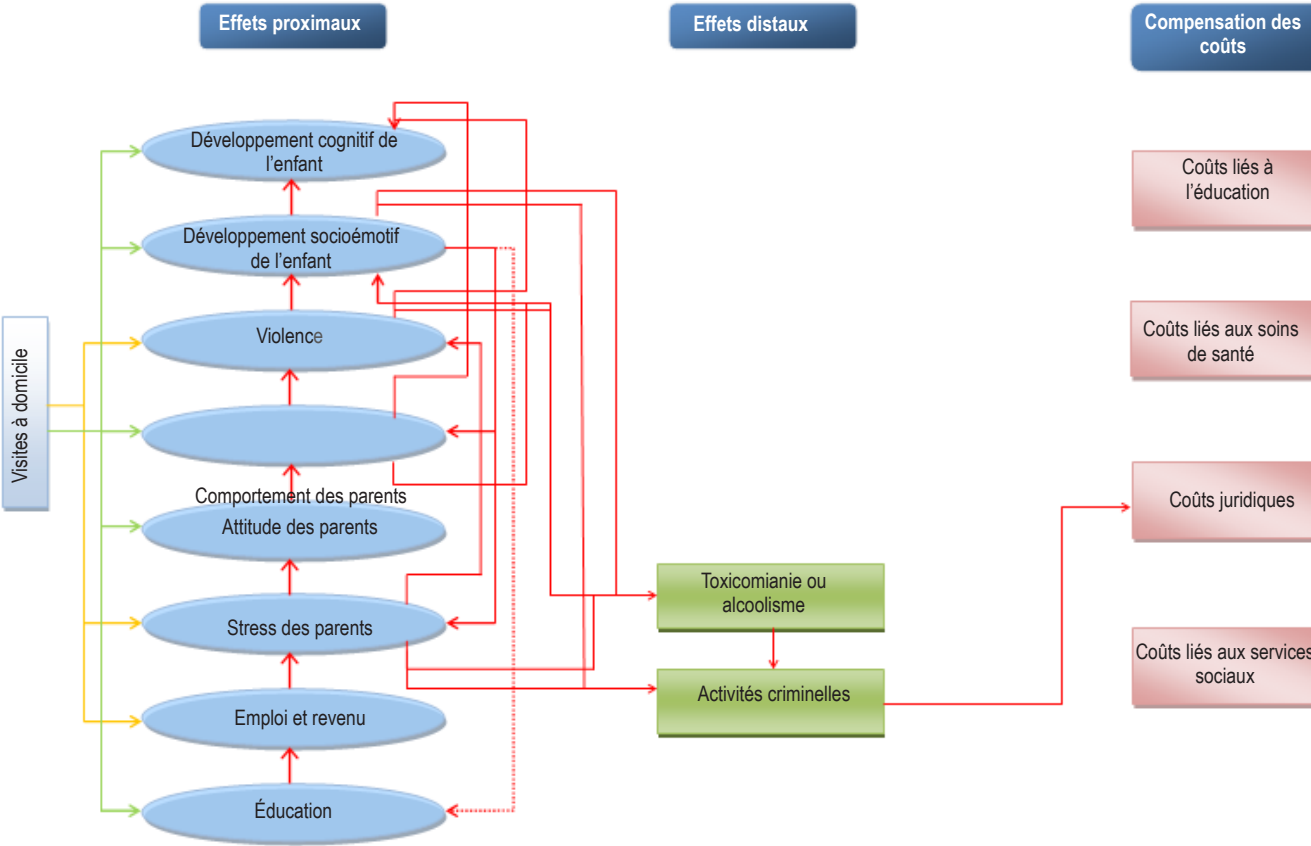 Effets proximaux
Effets distaux
Compensation des
coûts
Développement cognitif de
l'enfant
Développement socioémotif
de l'enfant
Violence
Comportement des parents
Attitude des parents
Stress des parents
Emploi et revenu
Éducation
Visites à domicile
Toxicomianie ou
alcoolisme
Activités criminelles
Coûts liés à
l'éducation
Coûts liés aux soins
de santé
Coûts juridiques
Coûts liés aux services
sociaux